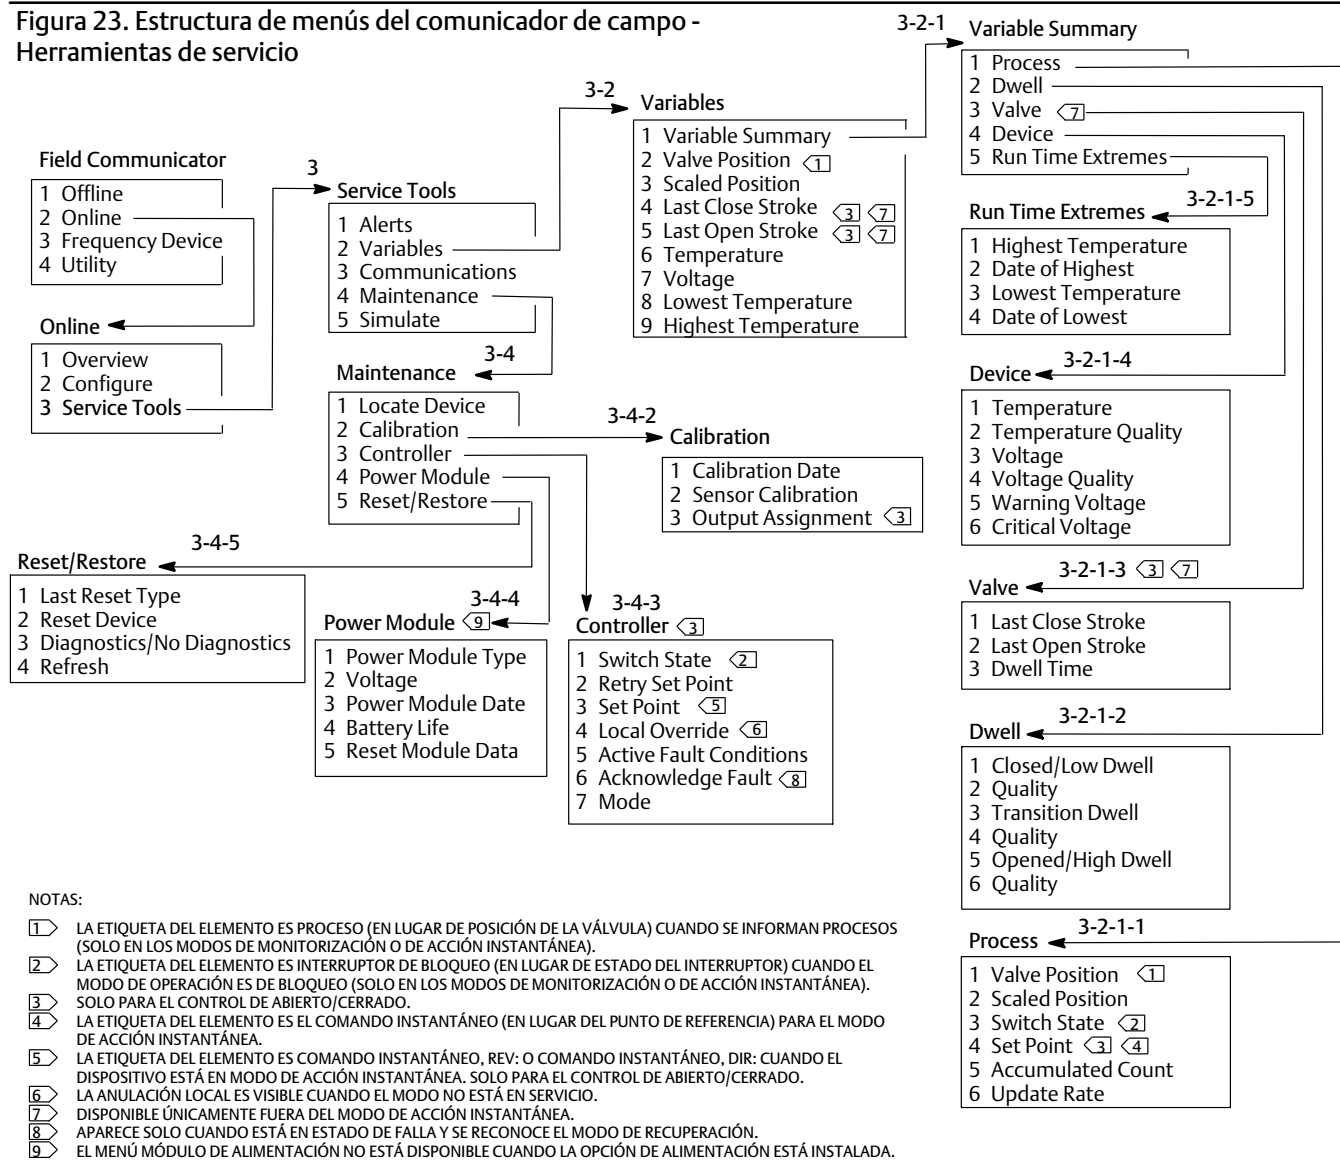 Figura 23. Estructura de menús del comunicador de campo -
Herramientas de servicio
Field Communicator
1 Offline
2 Online
3 Frequency Device
4 Utility
Online
1 Overview
2 Configure
3 Service Tools
3
Service Tools
1 Alerts
2 Variables
3 Communications
4 Maintenance
5 Simulate
3-4
Maintenance
1 Locate Device
2 Calibration
3 Controller
4 Power Module
5 Reset/Restore
3-4-5
Reset/Restore
1 Last Reset Type
2 Reset Device
3 Diagnostics/No Diagnostics
4 Refresh
3-4-4
Power Module 9
1 Power Module Type
2 Voltage
3 Power Module Date
4 Battery Life
5 Reset Module Data
3-4-3
Controller 3
1 Switch State 2
2 Retry Set Point
3 Set Point 5
4 Local Override 6
5 Active Fault Conditions
6 Acknowledge Fault 8
7 Mode
3-4-2
Calibration
1 Calibration Date
2 Sensor Calibration
3 Output Assignment 3
3-2
Variables
1 Variable Summary
2 Valve Position 1
3 Scaled Position
4 Last Close Stroke 3 7
5 Last Open Stroke 3 7
6 Temperature
7 Voltage
8 Lowest Temperature
9 Highest Temperature
3-2-1
Variable Summary
1 Process
2 Dwell
3 Valve 7
4 Device
5 Run Time Extremes
3-2-1-5
Run Time Extremes
1 Highest Temperature
2 Date of Highest
3 Lowest Temperature
4 Date of Lowest
3-2-1-4
Device
1 Temperature
2 Temperature Quality
3 Voltage
4 Voltage Quality
5 Warning Voltage
6 Critical Voltage
3-2-1-3 3 7
Valve
1 Last Close Stroke
2 Last Open Stroke
3 Dwell Time
3-2-1-2
Dwell
1 Closed/Low Dwell
2 Quality
3 Transition Dwell
4 Quality
5 Opened/High Dwell
6 Quality
3-2-1-1
Process
1 Valve Position 1
2 Scaled Position
3 Switch State 2
4 Set Point 3 4
5 Accumulated Count
6 Update Rate
NOTAS:
1 LA ETIQUETA DEL ELEMENTO ES PROCESO (EN LUGAR DE POSICIÓN DE LA VÁLVULA) CUANDO SE INFORMAN PROCESOS
(SOLO EN LOS MODOS DE MONITORIZACIÓN O DE ACCIÓN INSTANTÁNEA).
2 LA ETIQUETA DEL ELEMENTO ES INTERRUPTOR DE BLOQUEO (EN LUGAR DE ESTADO DEL INTERRUPTOR) CUANDO EL
MODO DE OPERACIÓN ES DE BLOQUEO (SOLO EN LOS MODOS DE MONITORIZACIÓN O DE ACCIÓN INSTANTÁNEA).
3 SOLO PARA EL CONTROL DE ABIERTO/CERRADO.
4 LA ETIQUETA DEL ELEMENTO ES EL COMANDO INSTANTÁNEO (EN LUGAR DEL PUNTO DE REFERENCIA) PARA EL MODO
DE ACCIÓN INSTANTÁNEA.
5 LA ETIQUETA DEL ELEMENTO ES COMANDO INSTANTÁNEO, REV: O COMANDO INSTANTÁNEO, DIR: CUANDO EL
DISPOSITIVO ESTÁ EN MODO DE ACCIÓN INSTANTÁNEA. SOLO PARA EL CONTROL DE ABIERTO/CERRADO.
6 LA ANULACIÓN LOCAL ES VISIBLE CUANDO EL MODO NO ESTÁ EN SERVICIO.
7 DISPONIBLE ÚNICAMENTE FUERA DEL MODO DE ACCIÓN INSTANTÁNEA.
8 APARECE SOLO CUANDO ESTÁ EN ESTADO DE FALLA Y SE RECONOCE EL MODO DE RECUPERACIÓN.
9 EL MENÚ MÓDULO DE ALIMENTACIÓN NO ESTÁ DISPONIBLE CUANDO LA OPCIÓN DE ALIMENTACIÓN ESTÁ INSTALADA.